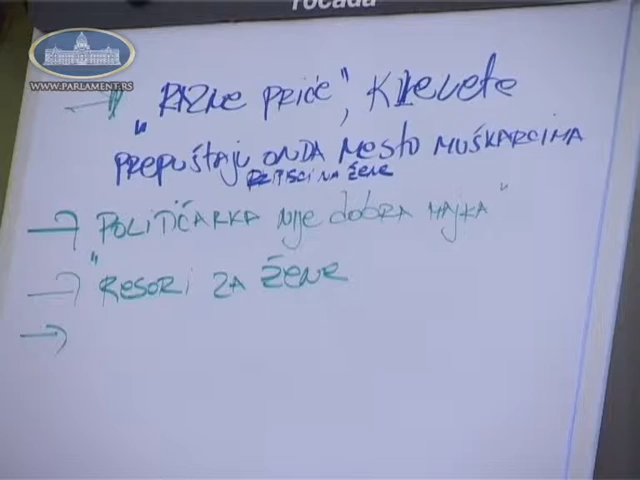 rocada
WWW.PARLAMENT.RS
→ „RAZNE PRIČE", KLEVETE
PREPUŠTAJU ONDA MESTO MUŠKARCIMA
PRITISCI NA ŽENE
→ POLITIČARKA NIJE DOBRA MAJKA"
→ "RESORI ZA ŽENE
→